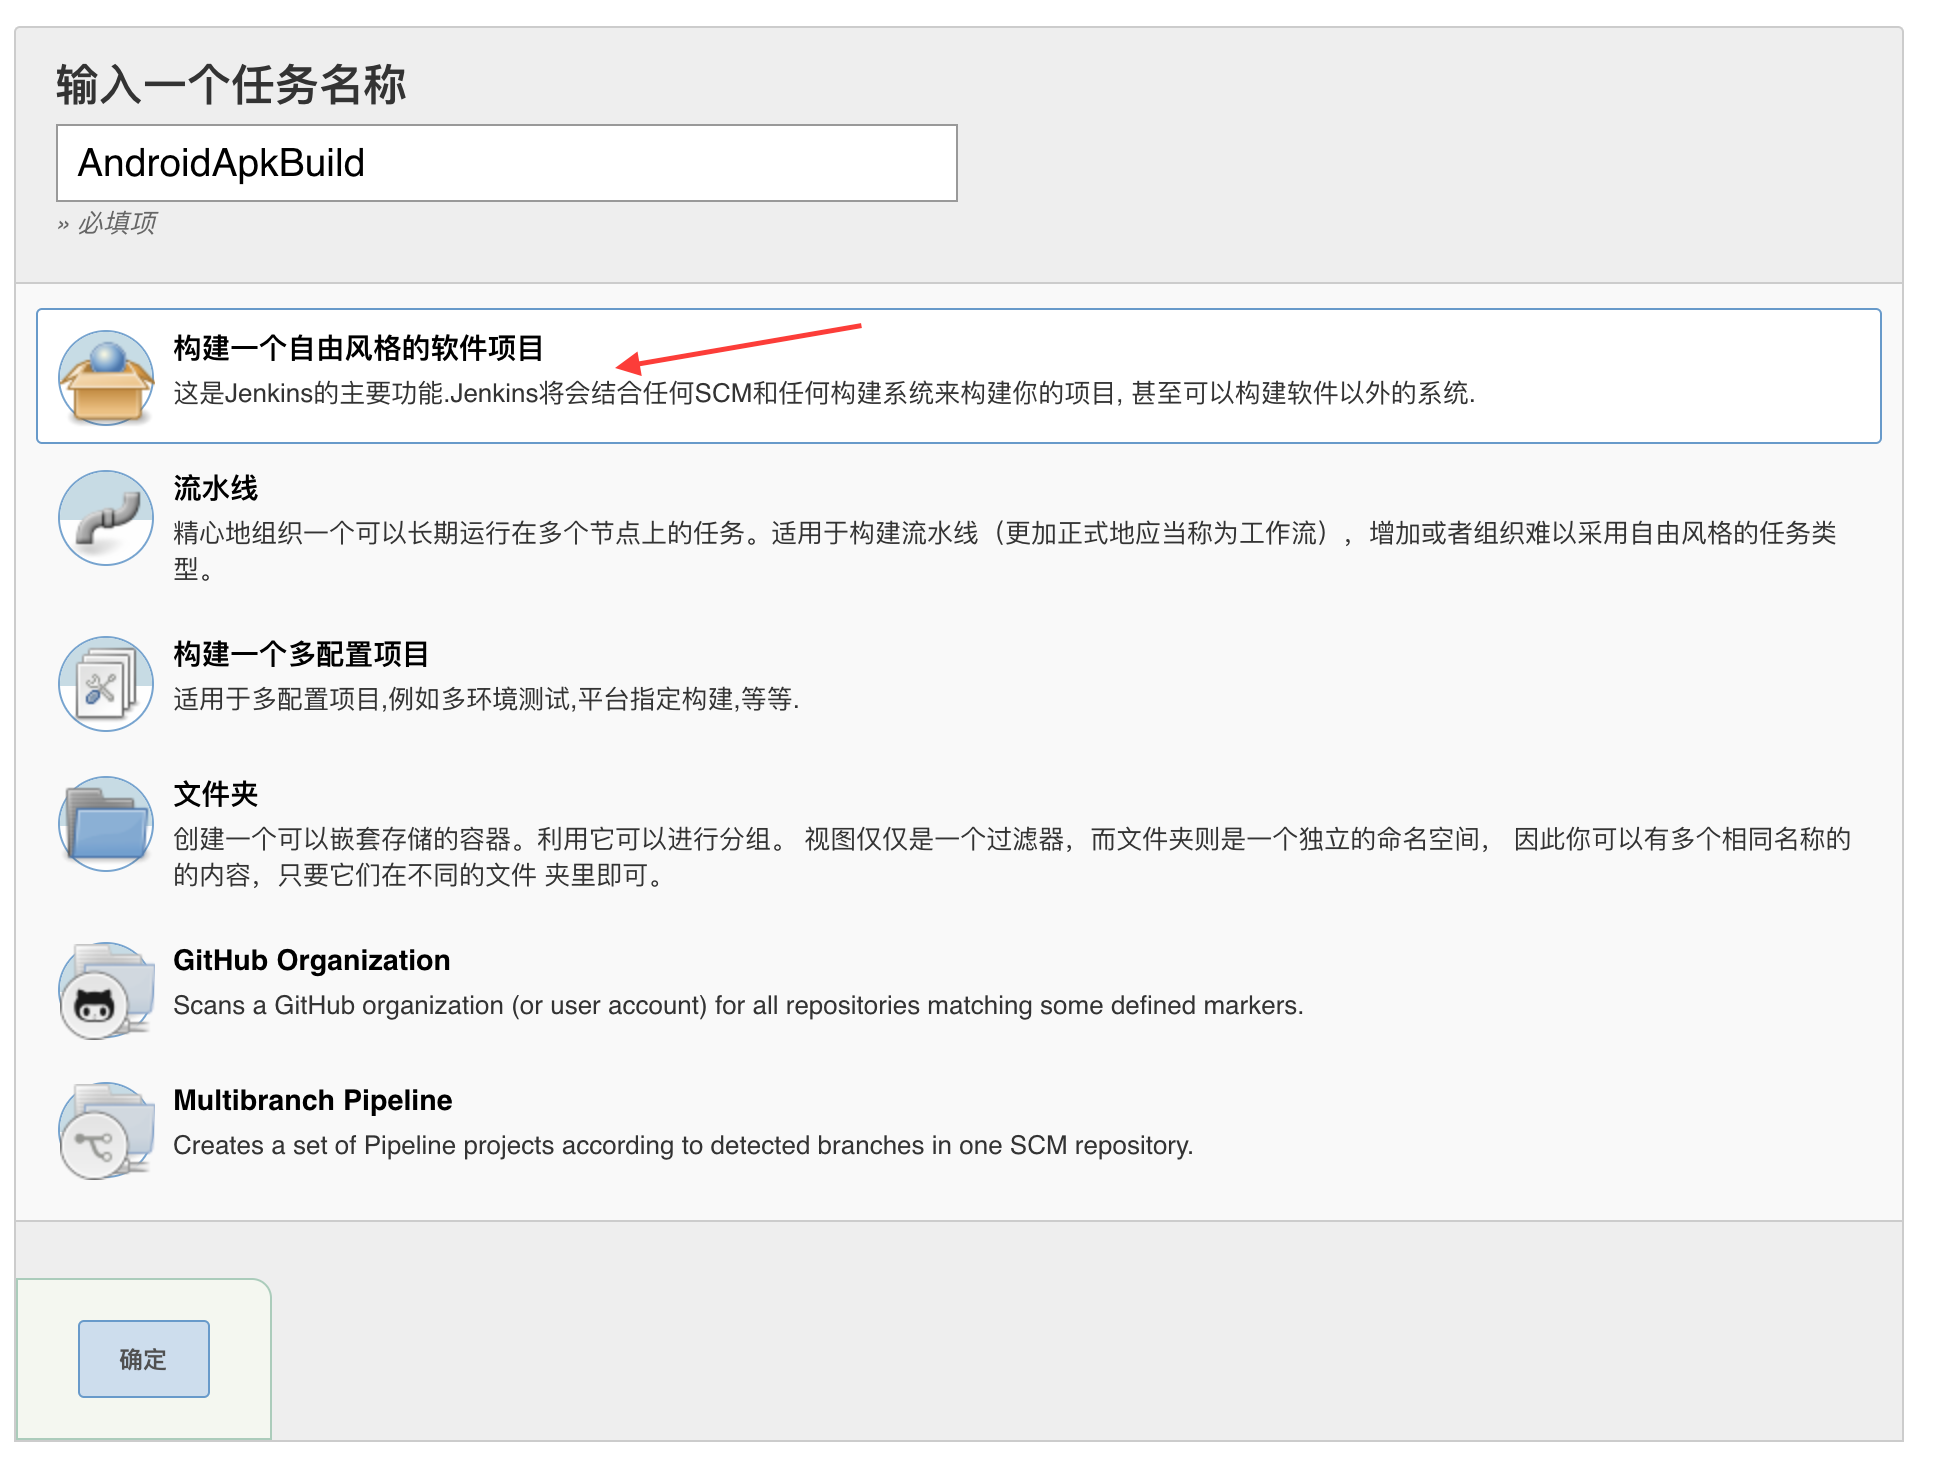 输入一个任务名称
AndroidApkBuild
» 必填项
构建一个自由风格的软件项目
这是Jenkins的主要功能.Jenkins将会结合任何SCM和任何构建系统来构建你的项目, 甚至可以构建软件以外的系统.
流水线
精心地组织一个可以长期运行在多个节点上的任务。适用于构建流水线（更加正式地应当称为工作流），增加或者组织难以采用自由风格的任务类
型。
构建一个多配置项目
适用于多配置项目,例如多环境测试,平台指定构建,等等.
文件夹
创建一个可以嵌套存储的容器。利用它可以进行分组。 视图仅仅是一个过滤器，而文件夹则是一个独立的命名空间， 因此你可以有多个相同名称的
的内容，只要它们在不同的文件 夹里即可。
GitHub Organization
Scans a GitHub organization (or user account) for all repositories matching some defined markers.
Multibranch Pipeline
Creates a set of Pipeline projects according to detected branches in one SCM repository.
确定